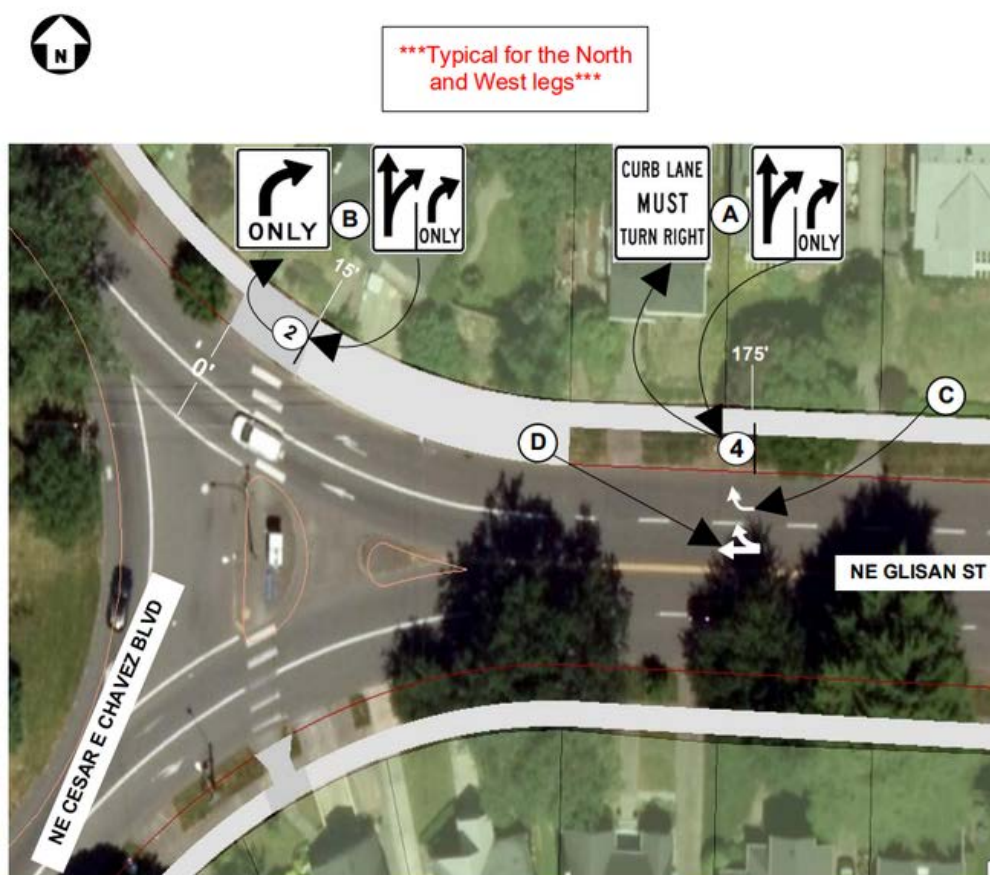 N
***Typical for the North
and West legs***
ONLY
B
ONLY
CURB LANE
MUST
TURN RIGHT
A
ONLY
15'
2
0'
175'
C
D
4
NE GLISAN ST
NE CESAR E CHAVEZ BLVD